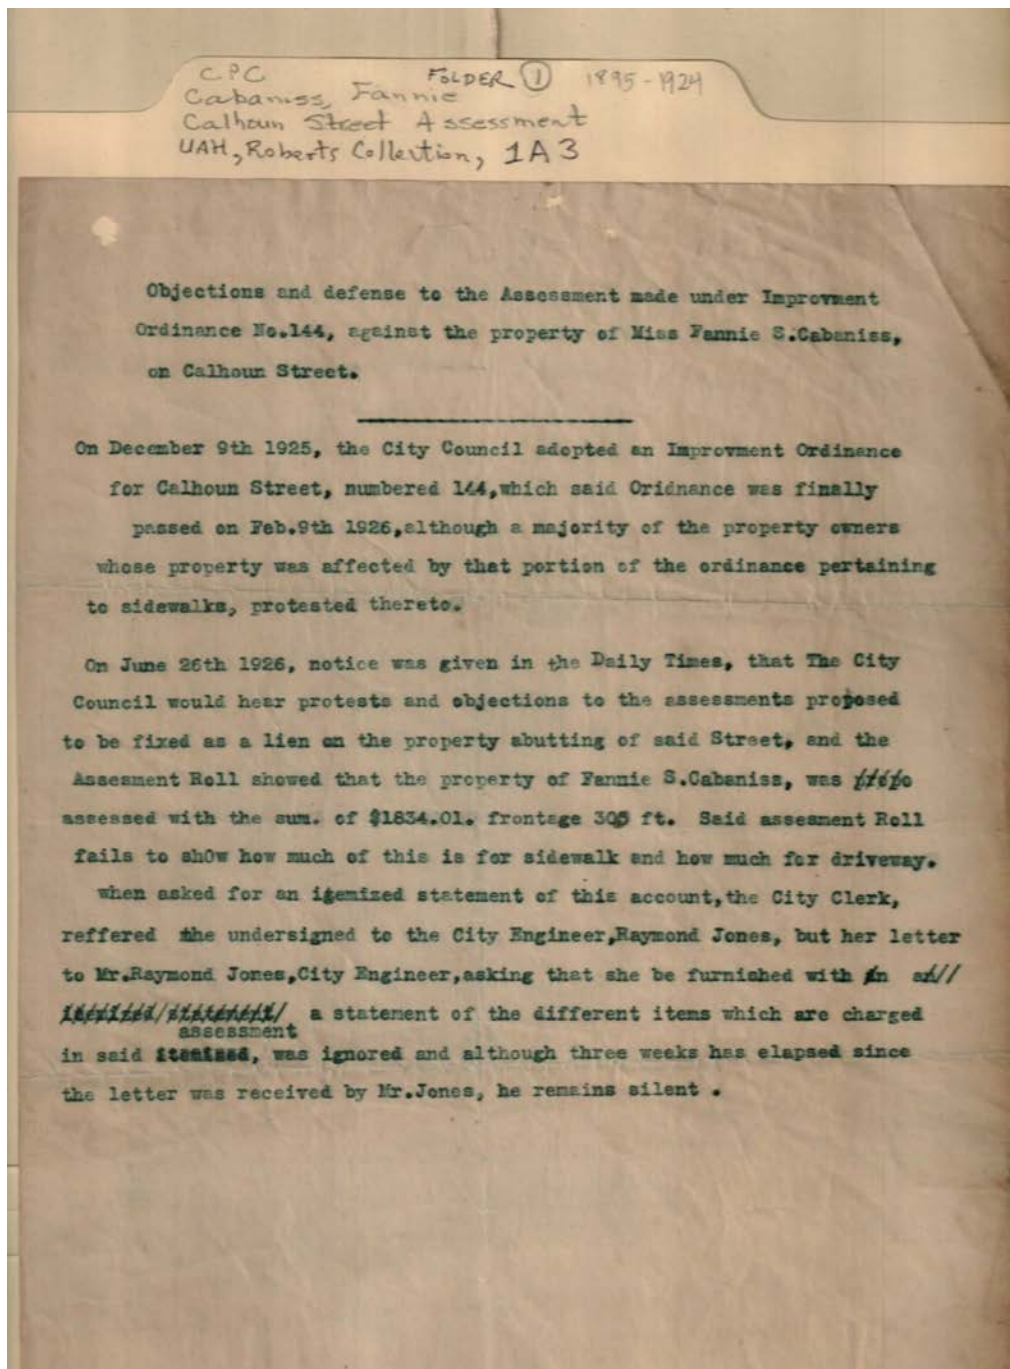 CPC FOLDER 1 1895-1924
Cabaniss, Fannie
Calhoun Street Assessment
UAH, Roberts Collection, 1A3
Objections and defense to the Assessment made under Improvment
Ordinance No.144, against the property of Miss Fannie S.Cabaniss,
on Calhoun Street.
On December 9th 1925, the City Council adopted an Improvment Ordinance
for Calhoun Street, numbered 144,which said Oridnance was finally
passed on Feb.9th 1926,although a majority of the property owners
whose property was affected by that portion of the ordinance pertaining
to sidewalks, protested thereto.
On June 26th 1926, notice was given in the Daily Times, that The City
Council would hear protests and objections to the assessments proposed
to be fixed as a lien on the property abutting of said Street, and the
Assesment Roll showed that the property of Fannie S.Cabaniss, was
assessed with the sum. of $1834.01. frontage 300 ft. Said assesment Roll
fails to shOw how much of this is for sidewalk and how much for driveway.
when asked for an itemized statement of this account,the City Clerk,
reffered the undersigned to the City Engineer,Raymond Jones, but her letter
to Mr.Raymond Jones,City Engineer,asking that she be furnished with
itemized statement a statement of the different items which are charged
assessment
in said itemized, was ignored and although three weeks has elapsed since
the letter was received by Mr.Jones, he remains silent .